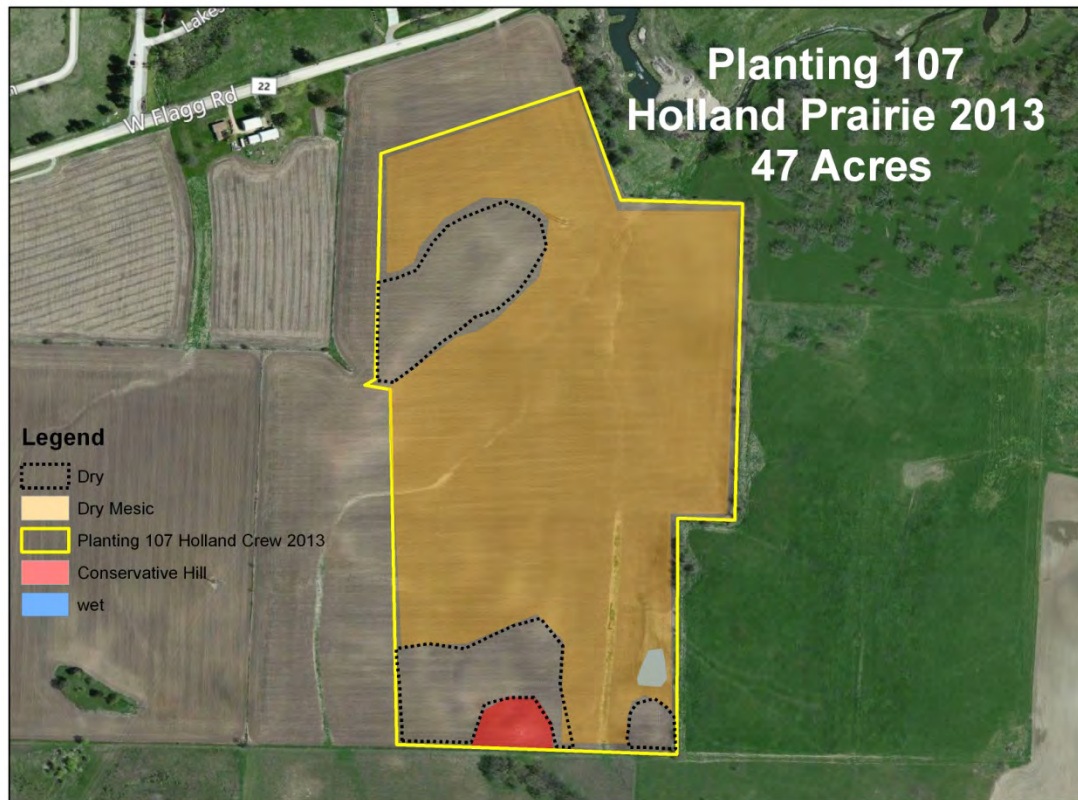 Planting 107
Holland Prairie 2013
47 Acres
Lakes
W Flagg Rd
22
Legend
Dry
Dry Mesic
Planting 107 Holland Crew 2013
Conservative Hill
wet